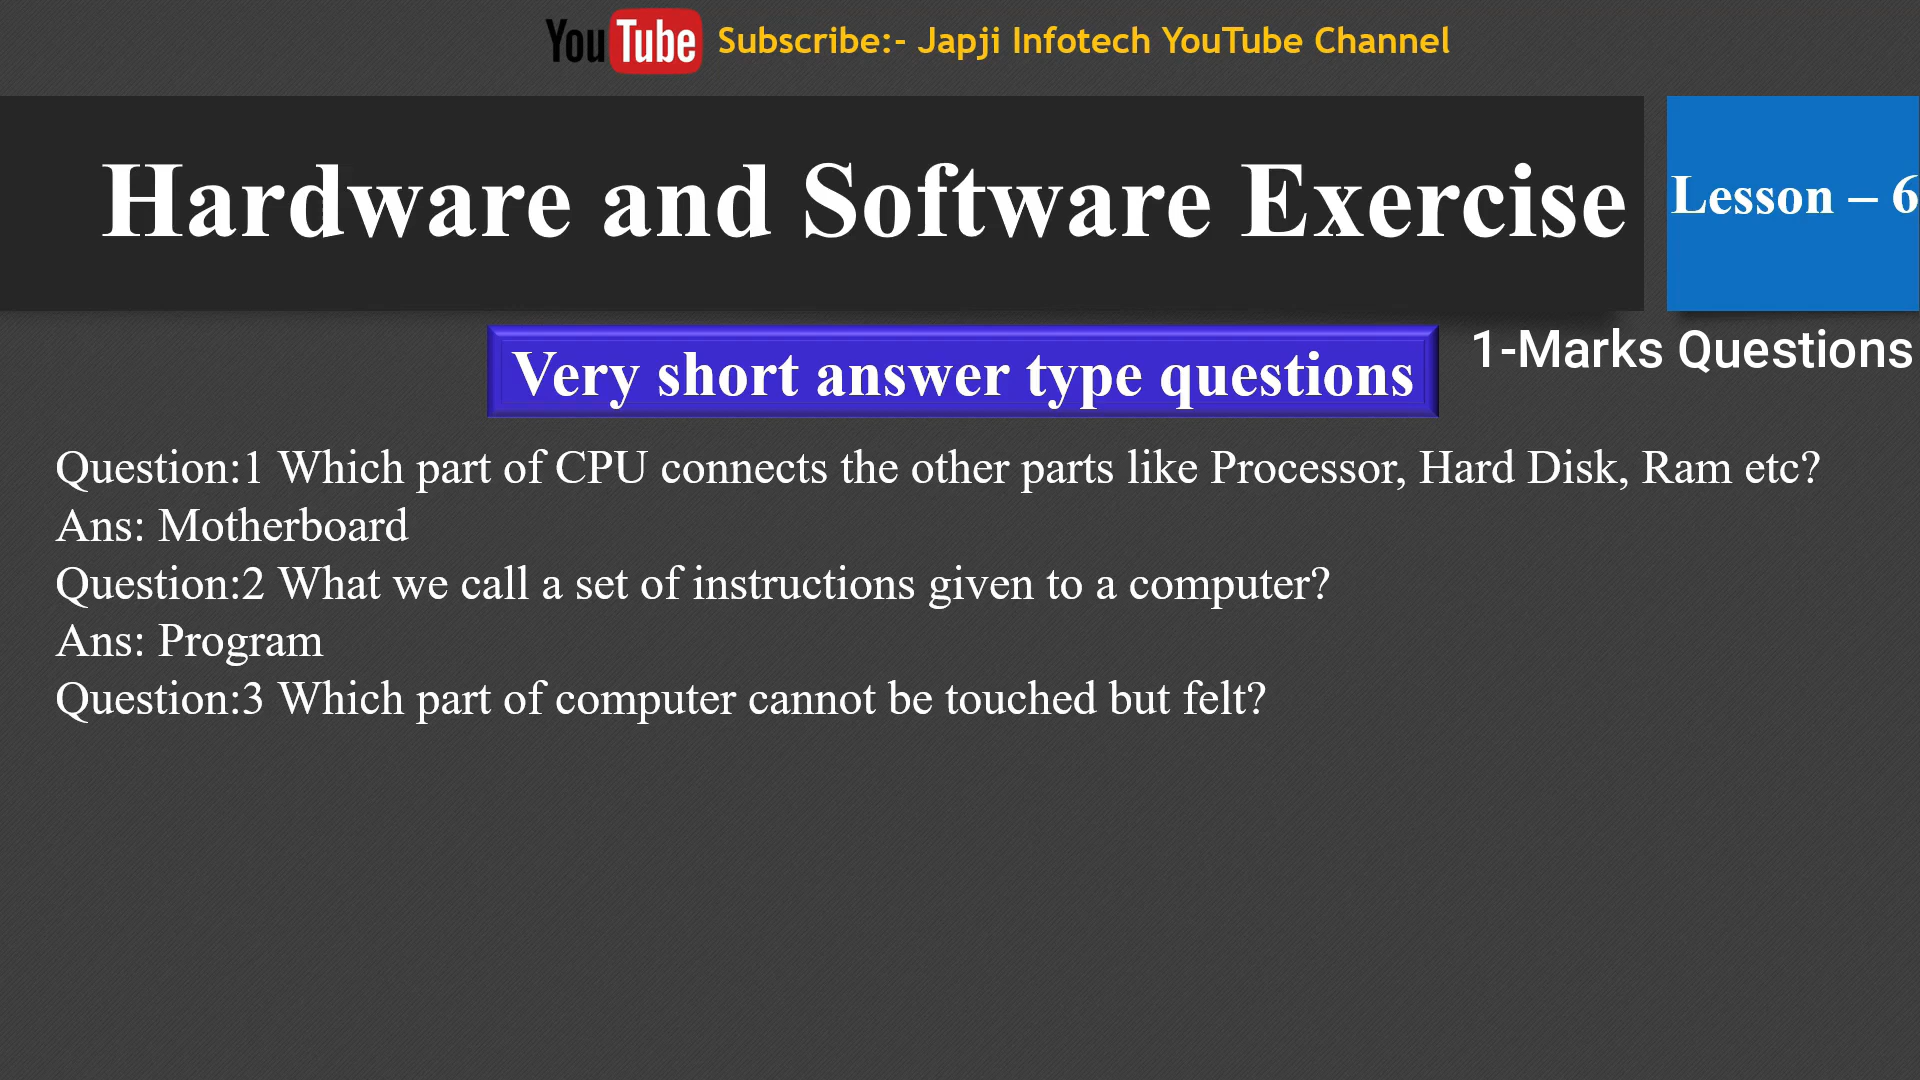 YouTube Subscribe:- Japji Infotech YouTube Channel
Hardware and Software Exercise
Lesson – 6
Very short answer type questions
1-Marks Questions
Question:1 Which part of CPU connects the other parts like Processor, Hard Disk, Ram etc?
Ans: Motherboard
Question:2 What we call a set of instructions given to a computer?
Ans: Program
Question:3 Which part of computer cannot be touched but felt?